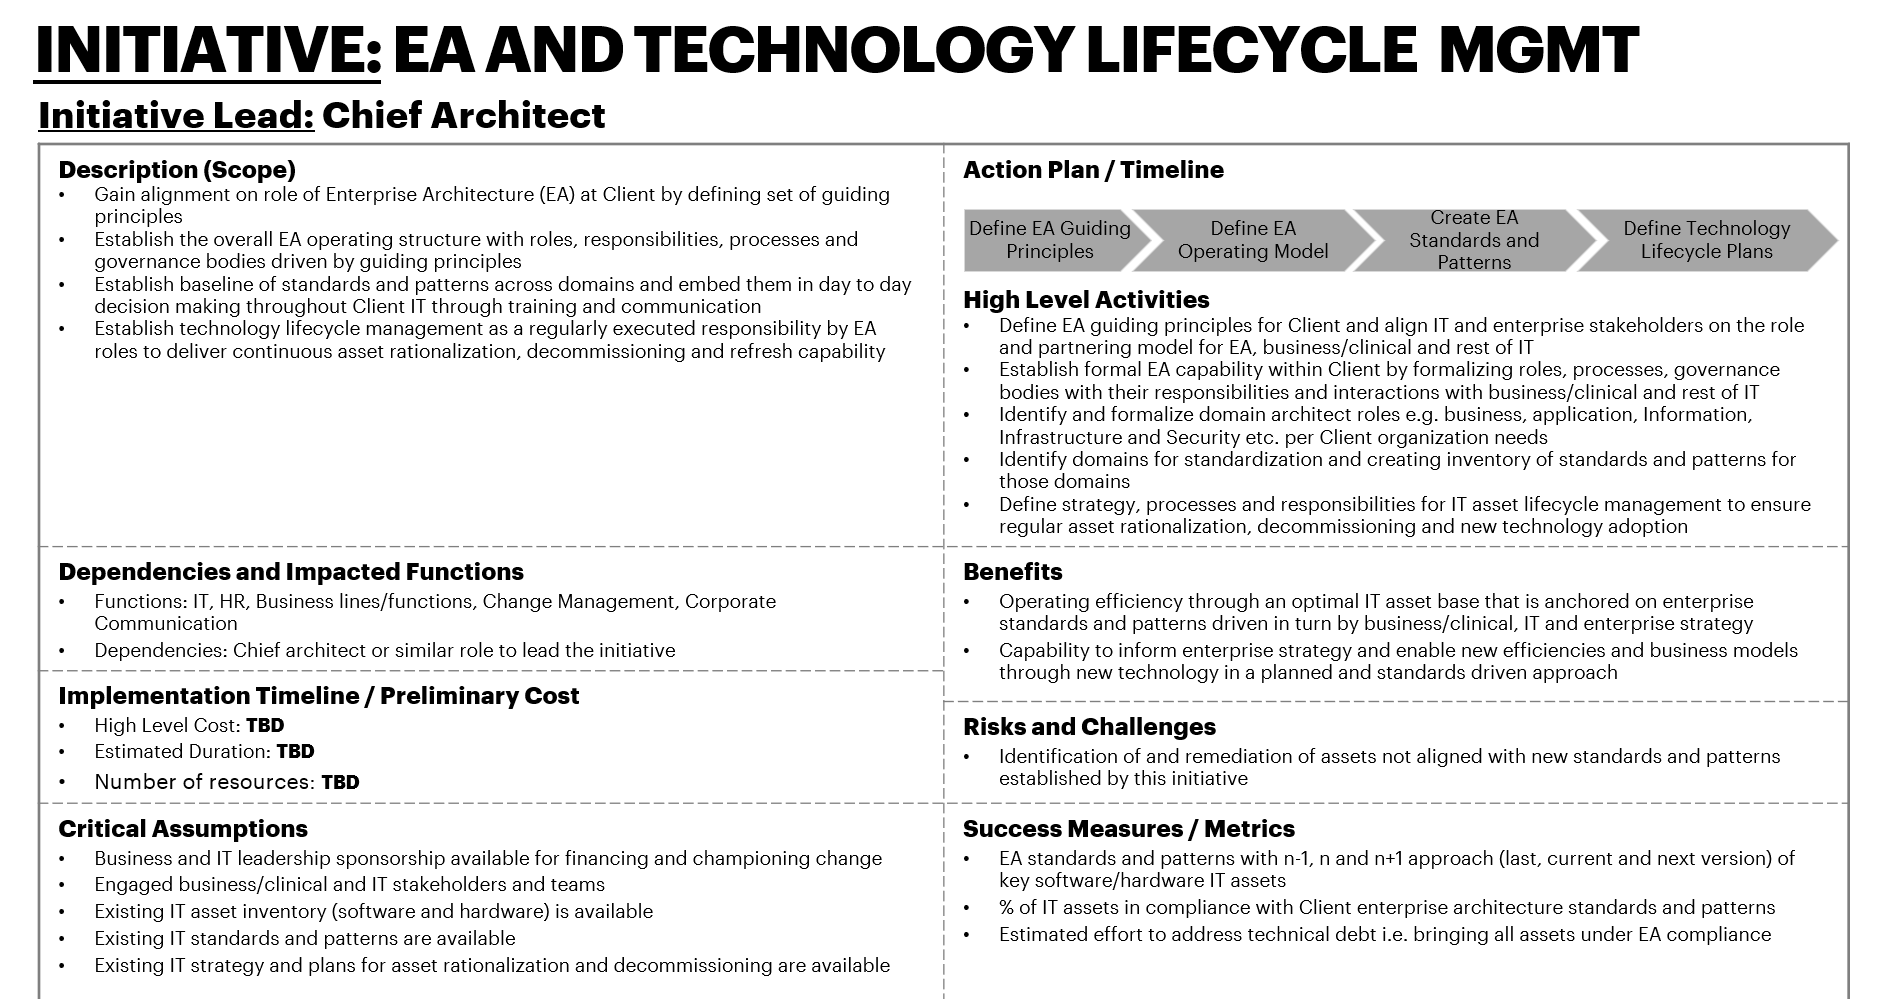 INITIATIVE: EA AND TECHNOLOGY LIFECYCLE MGMT
Initiative Lead: Chief Architect
Description (Scope)
• Gain alignment on role of Enterprise Architecture (EA) at Client by defining set of guiding
principles
• Establish the overall EA operating structure with roles, responsibilities, processes and
governance bodies driven by guiding principles
• Establish baseline of standards and patterns across domains and embed them in day to day
decision making throughout Client IT through training and communication
• Establish technology lifecycle management as a regularly executed responsibility by EA
roles to deliver continuous asset rationalization, decommissioning and refresh capability
Dependencies and Impacted Functions
• Functions: IT, HR, Business lines/functions, Change Management, Corporate
Communication
• Dependencies: Chief architect or similar role to lead the initiative
Implementation Timeline / Preliminary Cost
• High Level Cost: TBD
• Estimated Duration: TBD
• Number of resources: TBD
Critical Assumptions
• Business and IT leadership sponsorship available for financing and championing change
• Engaged business/clinical and IT stakeholders and teams
• Existing IT asset inventory (software and hardware) is available
• Existing IT standards and patterns are available
• Existing IT strategy and plans for asset rationalization and decommissioning are available
Action Plan / Timeline
Define EA Guiding
Principles
Define EA
Operating Model
Create EA
Standards and
Patterns
Define Technology
Lifecycle Plans
High Level Activities
• Define EA guiding principles for Client and align IT and enterprise stakeholders on the role
and partnering model for EA, business/clinical and rest of IT
• Establish formal EA capability within Client by formalizing roles, processes, governance
bodies with their responsibilities and interactions with business/clinical and rest of IT
• Identify and formalize domain architect roles e.g. business, application, Information,
Infrastructure and Security etc. per Client organization needs
• Identify domains for standardization and creating inventory of standards and patterns for
those domains
• Define strategy, processes and responsibilities for IT asset lifecycle management to ensure
regular asset rationalization, decommissioning and new technology adoption
Benefits
• Operating efficiency through an optimal IT asset base that is anchored on enterprise
standards and patterns driven in turn by business/clinical, IT and enterprise strategy
• Capability to inform enterprise strategy and enable new efficiencies and business models
through new technology in a planned and standards driven approach
Risks and Challenges
• Identification of and remediation of assets not aligned with new standards and patterns
established by this initiative
Success Measures / Metrics
• EA standards and patterns with n-1, n and n+1 approach (last, current and next version) of
key software/hardware IT assets
• % of IT assets in compliance with Client enterprise architecture standards and patterns
• Estimated effort to address technical debt i.e. bringing all assets under EA compliance